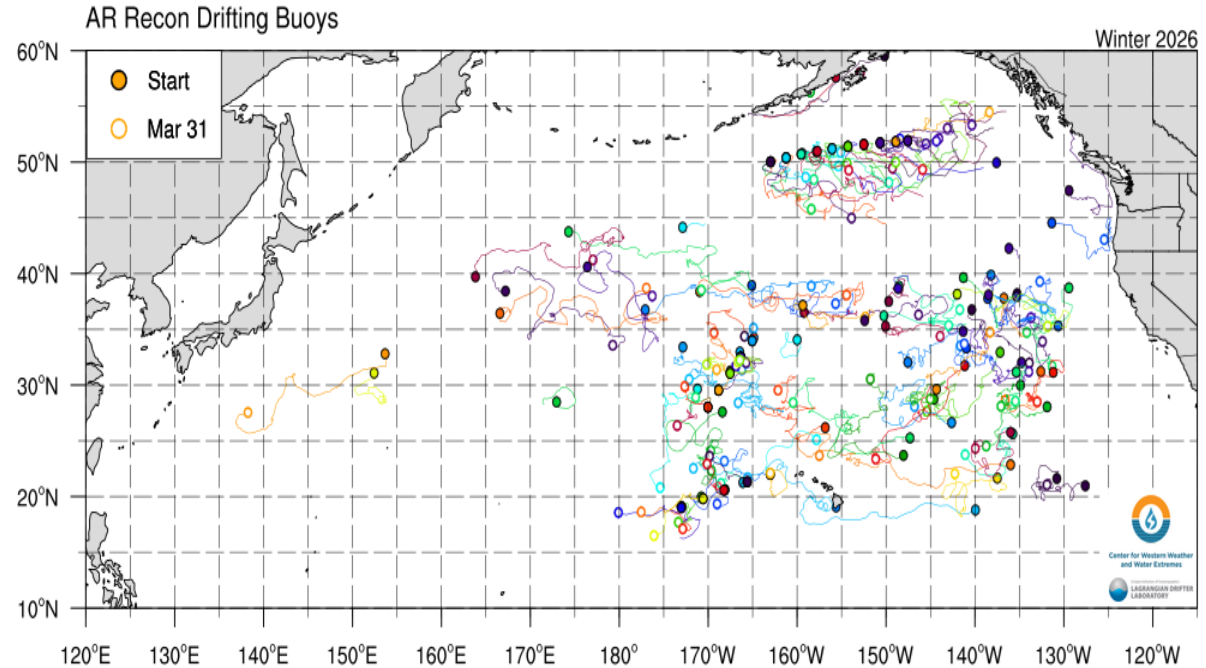 AR Recon Drifting Buoys
Winter 2026
60°N
Start
Mar 31
50°N
40°N
30°N
20°N
10°N
Center for Western Weather
and Water Extremes
LAGRANGIAN DRIFTER
LABORATORY
120°E 130°E 140°E 150°E 160°E 170°E 180° 170°W 160°W 150°W 140°W 130°W 120°W